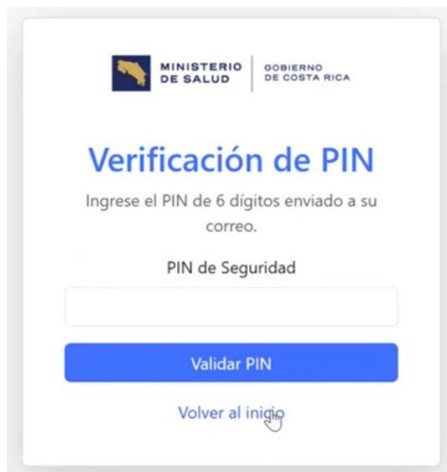 MINISTERIO
DE SALUD
GOBIERNO
DE COSTA RICA
Verificación de PIN
Ingrese el PIN de 6 dígitos enviado a su
correo.
PIN de Seguridad
Validar PIN
Volver al inicio